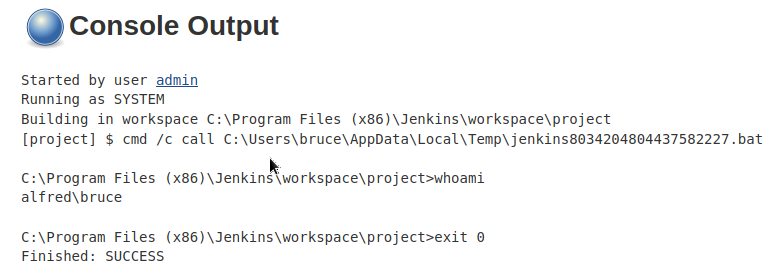 Console Output
Started by user admin
Running as SYSTEM
Building in workspace C:\Program Files (x86)\Jenkins\workspace\project
[project] $ cmd /c call C:\Users\bruce\AppData\Local\Temp\jenkins8034204804437582227.bat
C:\Program Files (x86)\Jenkins\workspace\project>whoami
alfred\bruce
C:\Program Files (x86)\Jenkins\workspace\project>exit 0
Finished: SUCCESS